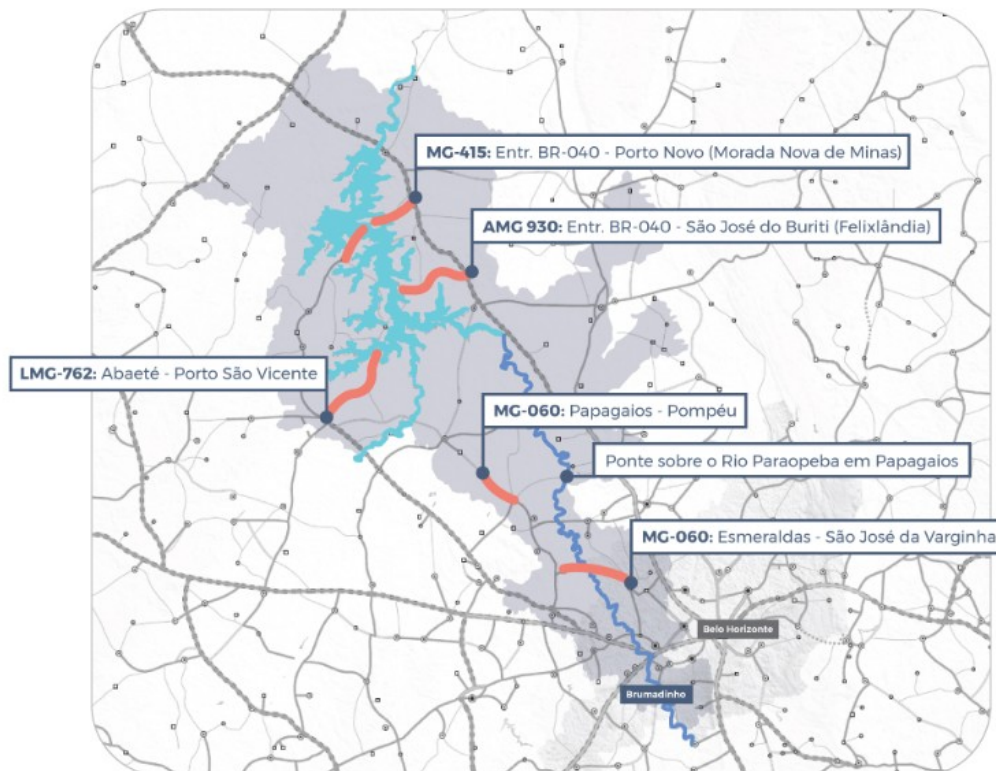 MG-415: Entr. BR-040 - Porto Novo (Morada Nova de Minas)
AMG 930: Entr. BR-040 - São José do Buriti (Felixlândia)
LMG-762: Abaeté - Porto São Vicente
MG-060: Papagaios - Pompéu
Ponte sobre o Rio Paraopeba em Papagaios
MG-060: Esmeraldas - São José da Varginha
Belo Horizonte
Brumadinho